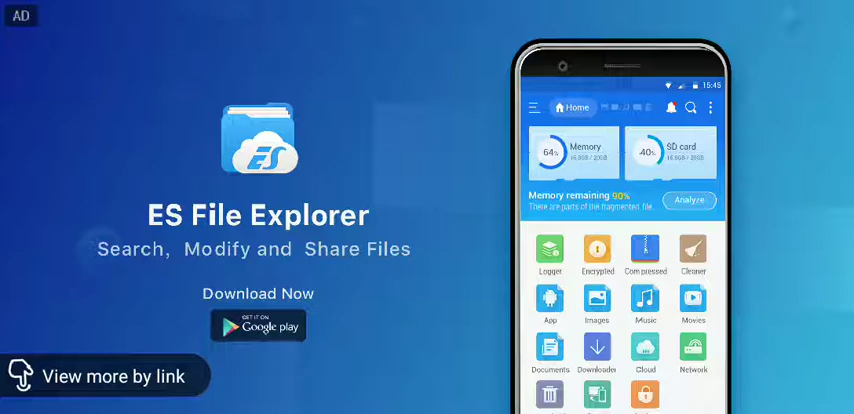 AD
ES
ES File Explorer
Search, Modify and Share Files
Download Now
GET IT ON
Google play
View more by link
15:45
Home
64%
Memory
40%
SD card
Memory remaining 90%
There are parts of the fragmented file.
Analyze
Logger
Encrypted
Compressed
Cleaner
App
Images
Music
Movies
Documents
Downloader
Cloud
Network